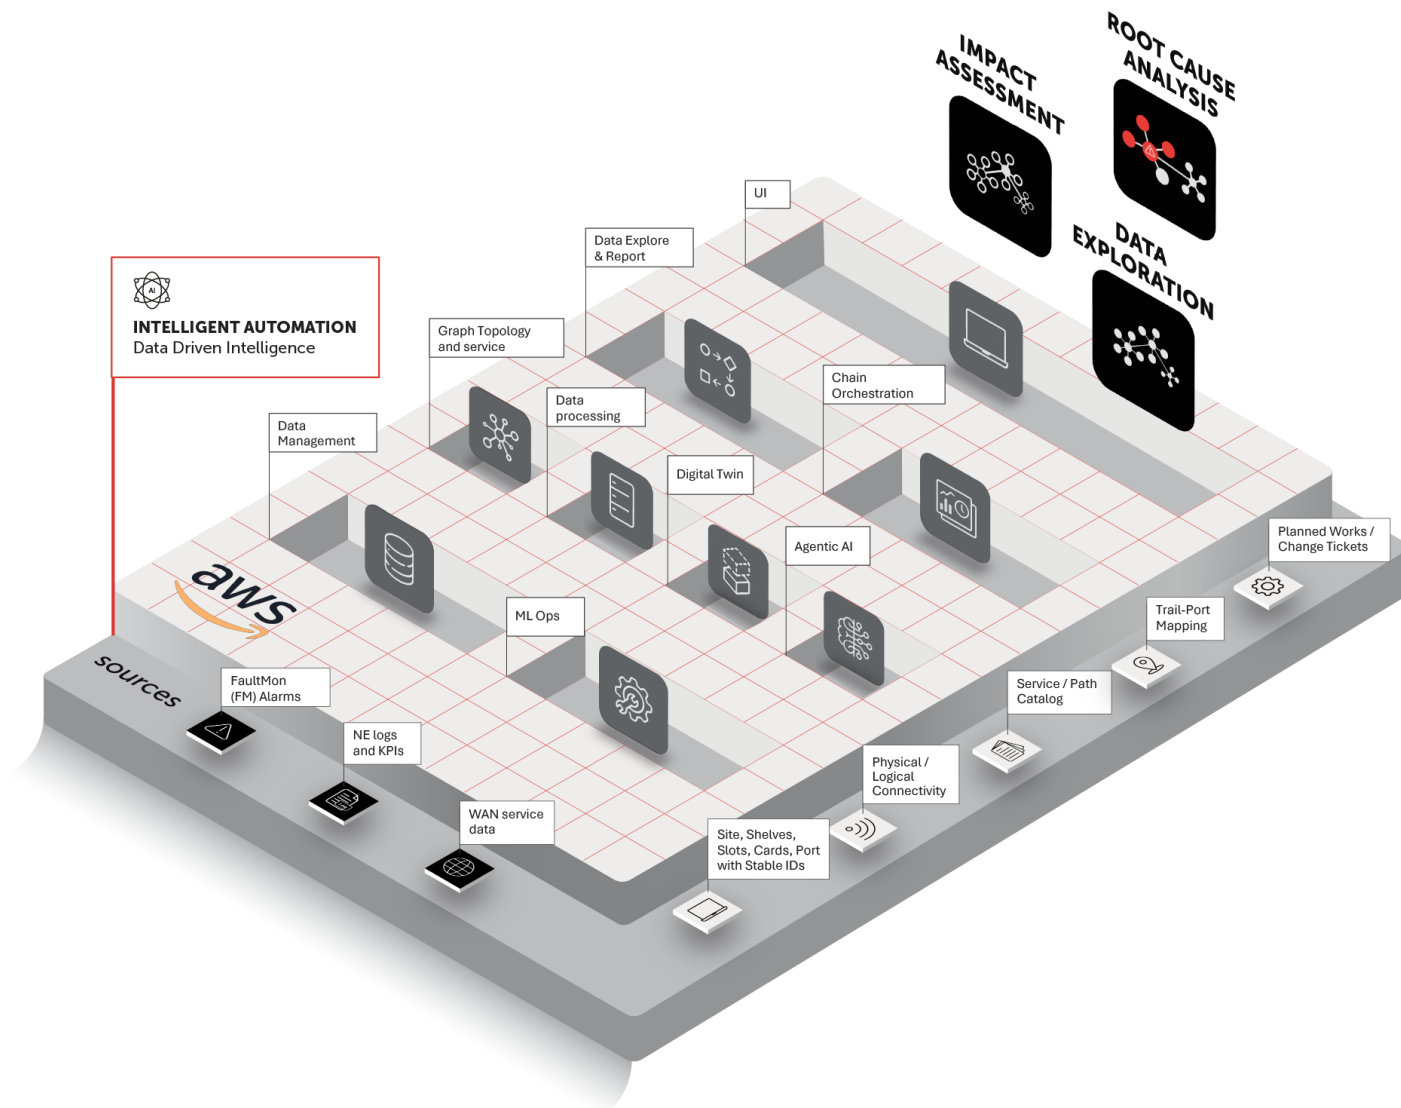 IMPACT
ASSESSMENT
ROOT CAUSE
ANALYSIS
DATA
EXPLORATION
UI
Data Explore
& Report
AI
INTELLIGENT AUTOMATION
Data Driven Intelligence
Graph Topology
and service
Chain
Orchestration
Data
processing
Data
Management
Digital Twin
Agentic AI
ML Ops
aws
sources
Planned Works /
Change Tickets
Trail-Port
Mapping
Service / Path
Catalog
Physical /
Logical
Connectivity
Site, Shelves,
Slots, Cards, Port
with Stable IDs
FaultMon
(FM) Alarms
NE logs
and KPIs
WAN service
data